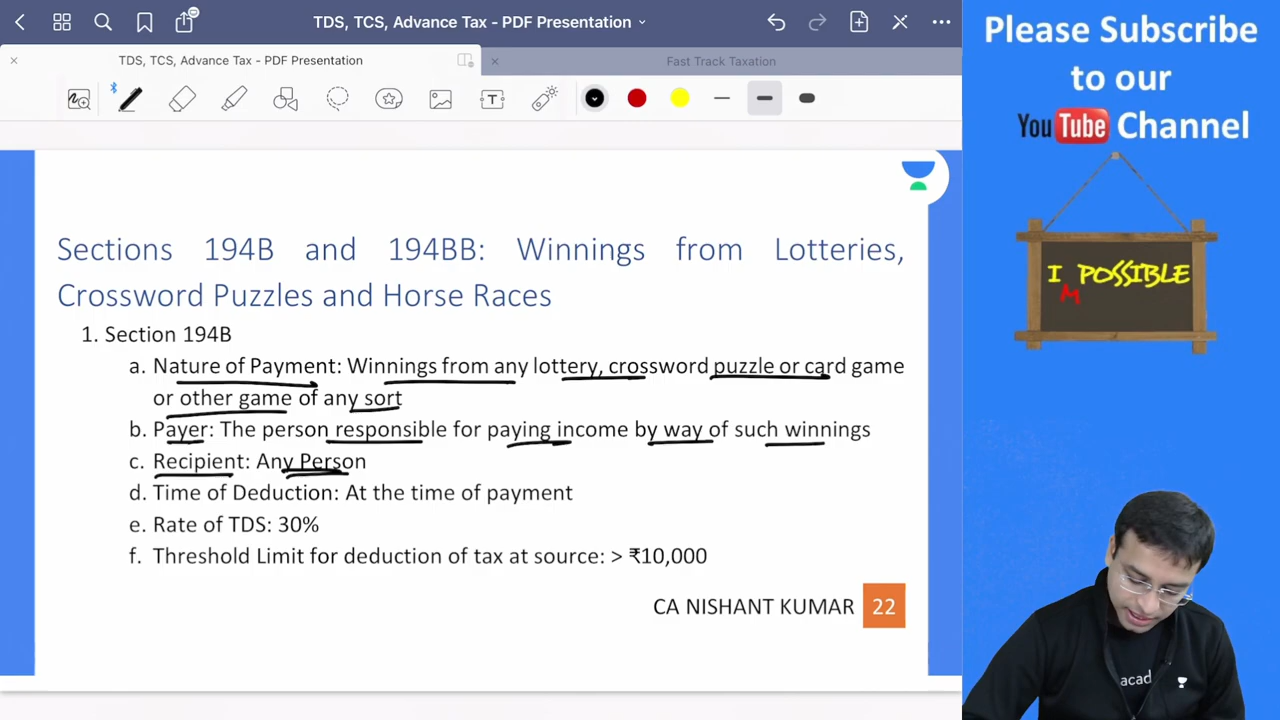 TDS, TCS, Advance Tax - PDF Presentation
TDS, TCS, Advance Tax - PDF Presentation
Fast Track Taxation
T
Sections 194B and 194BB: Winnings from Lotteries,
Crossword Puzzles and Horse Races
1. Section 194B
a. Nature of Payment: Winnings from any lottery, crossword puzzle or card game
or other game of any sort
b. Payer: The person responsible for paying income by way of such winnings
c. Recipient: Any Person
d. Time of Deduction: At the time of payment
e. Rate of TDS: 30%
f. Threshold Limit for deduction of tax at source: > ₹10,000
CA NISHANT KUMAR 22
Please Subscribe
to our
YouTube Channel
I POSSIBLE
M
acad